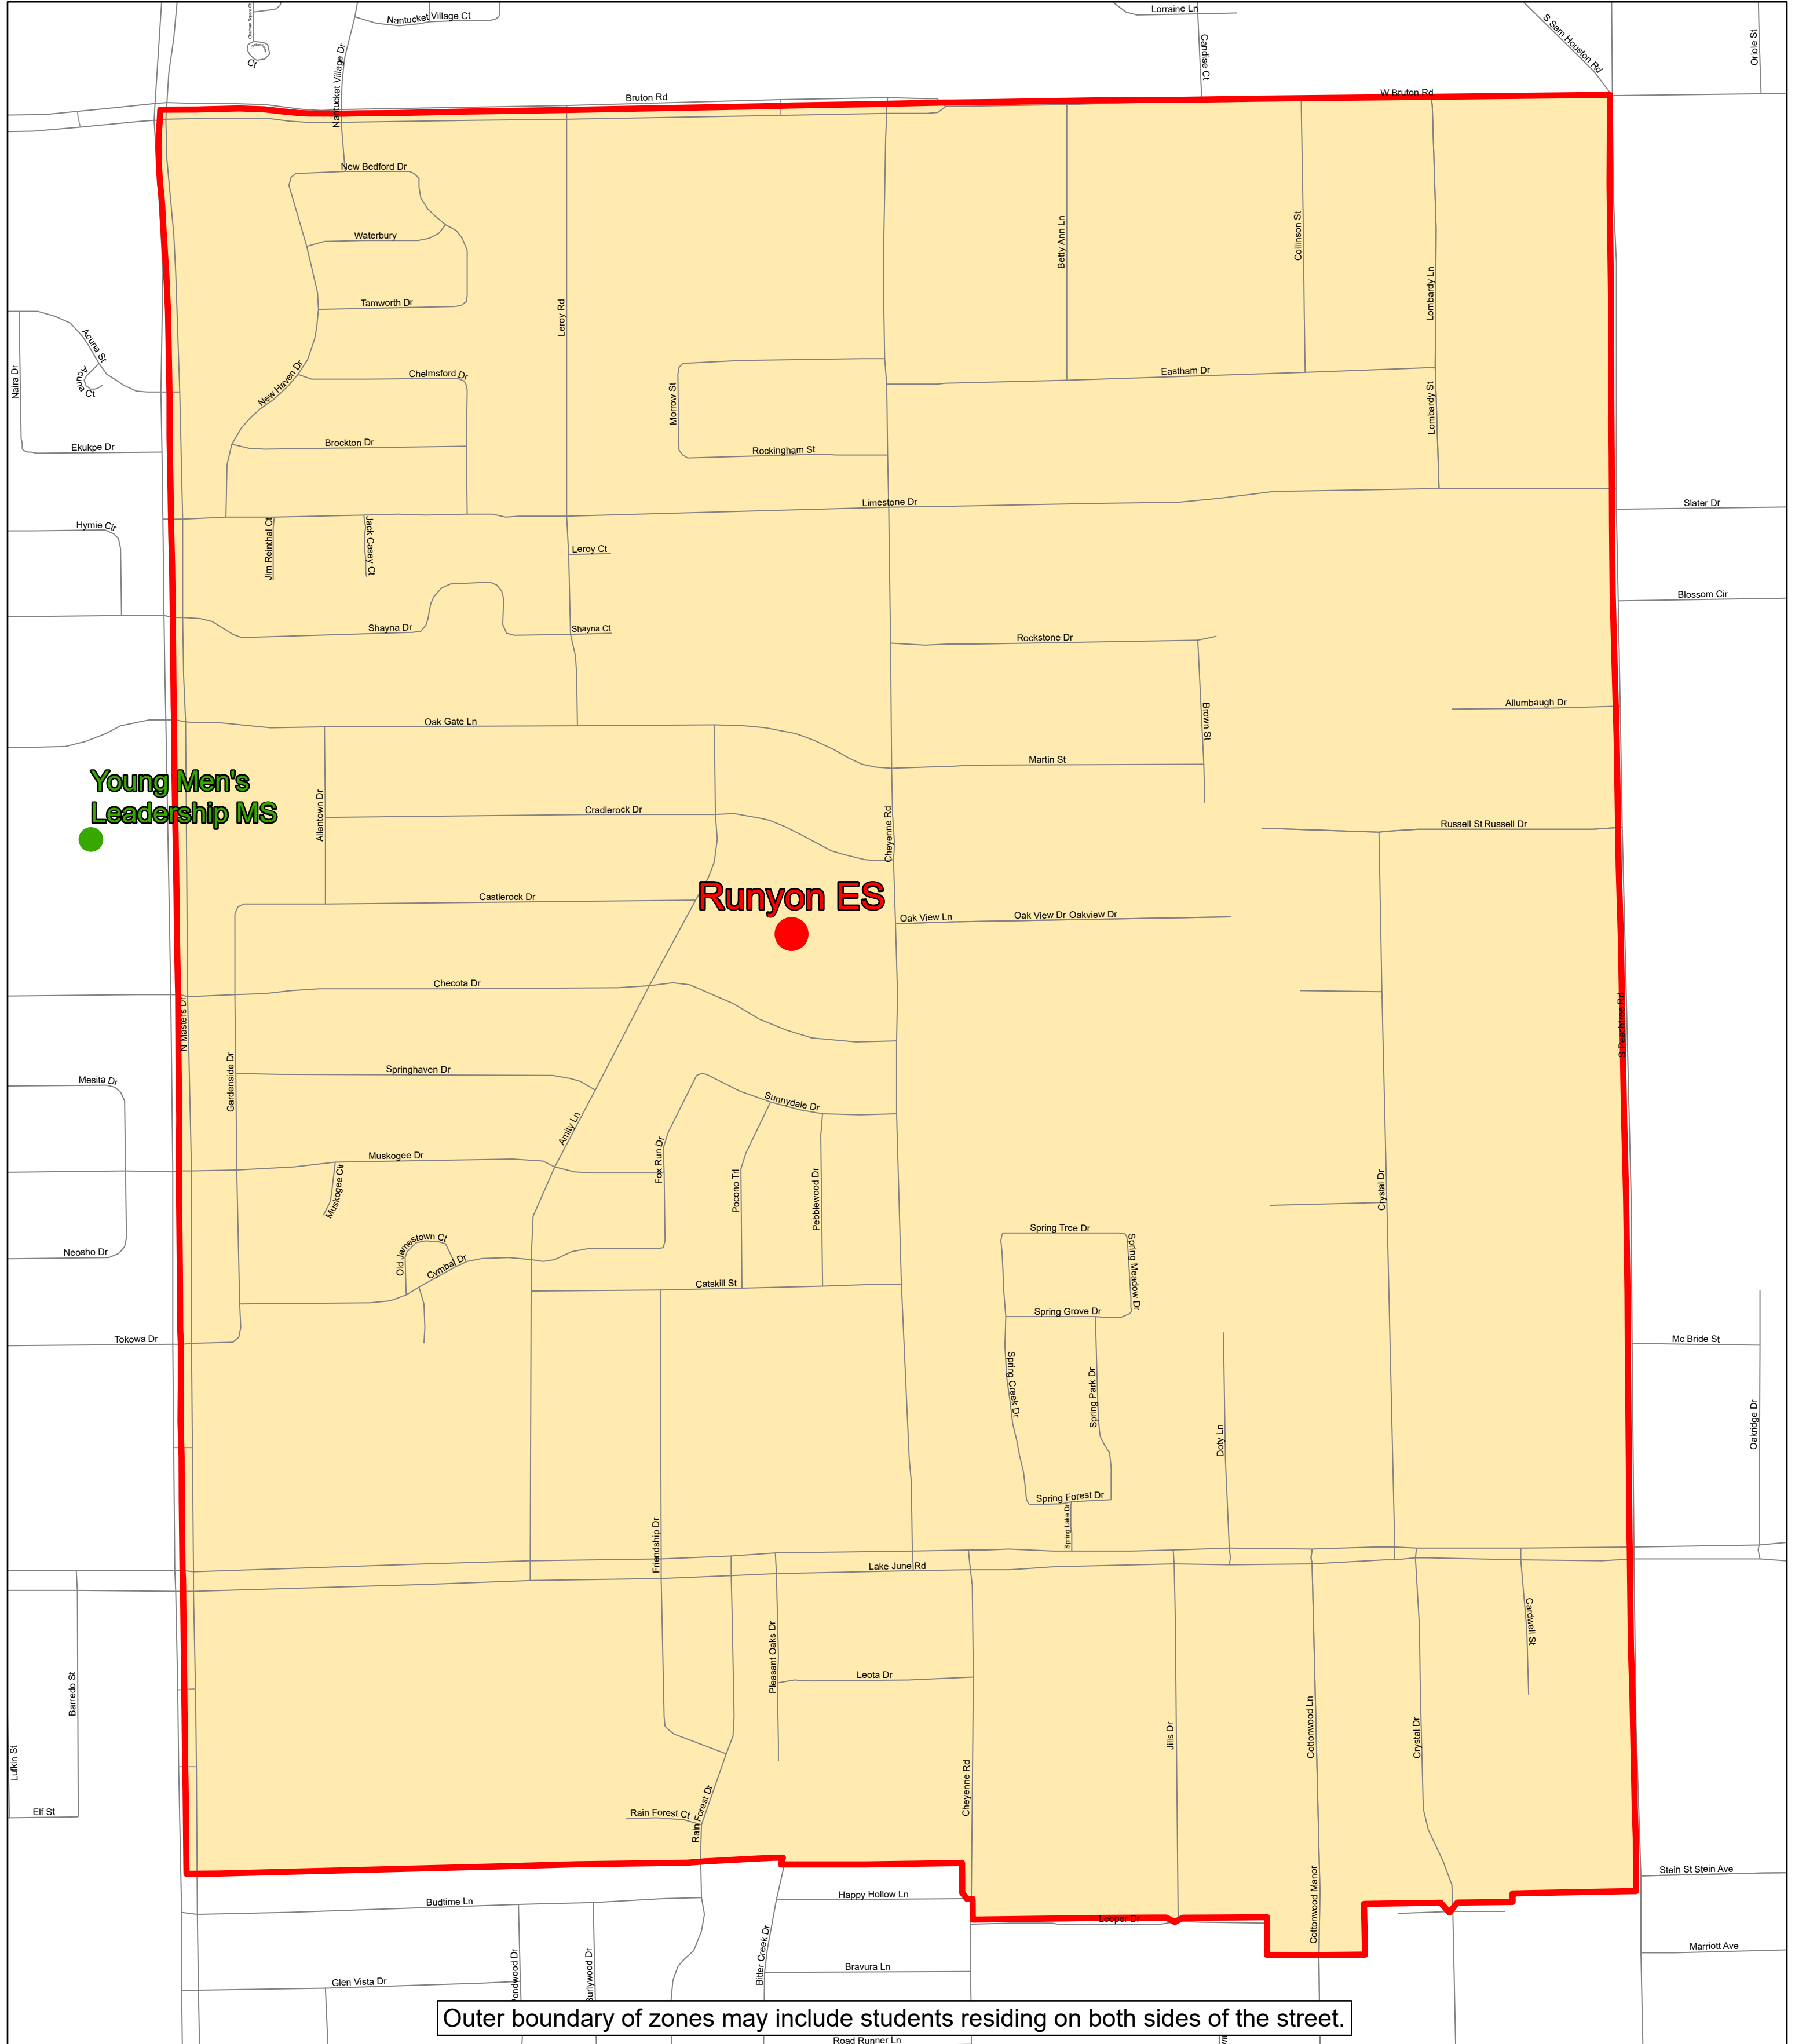 Lorraine Ln
Nantucket Village Ct
S Sam Houston Rd
Oriole St
Candise Ct
Nantucket Village Dr
Ct
W Bruton Rd
Bruton Rd
New Bedford Dr
Waterbury
Betty Ann Ln
Collinson St
Lombardy Ln
Tamworth Dr
Leroy Rd
Acuna St
Acuna Ct
Naira Dr
New Haven Dr
Chelmsford Dr
Eastham Dr
Morrow St
Lombardy St
Ekukpe Dr
Brockton Dr
Rockingham St
Limestone Dr
Slater Dr
Hymie Cir
Jim Reinthal Ct
Jack Casey Ct
Leroy Ct
Blossom Cir
Shayna Dr
Shayna Ct
Rockstone Dr
Allumbaugh Dr
Oak Gate Ln
Brown St
Martin St
Young Men's
Leadership MS
Allentown Dr
Cradlerock Dr
Cheyenne Rd
Russell St Russell Dr
Castlerock Dr
Runyon ES
Oak View Ln
Oak View Dr Oakview Dr
Checota Dr
N Masters Dr
S Peachtree Rd
Gardenside Dr
Springhaven Dr
Mesita Dr
Sunnydale Dr
Amity Ln
Fox Run Dr
Muskogee Dr
Muskogee Cir
Pocono Trl
Pebblewood Dr
Crystal Dr
Neosho Dr
Old Jamestown Ct
Cymbal Dr
Spring Tree Dr
Spring Meadow Dr
Catskill St
Spring Grove Dr
Tokowa Dr
Mc Bride St
Spring Creek Dr
Spring Park Dr
Doty Ln
Oakridge Dr
Spring Forest Dr
Spring Lake Dr
Friendship Dr
Lake June Rd
Cardwell St
Pleasant Oaks Dr
Leota Dr
Barredo St
Jills Dr
Cottonwood Ln
Crystal Dr
Lufkin St
Cheyenne Rd
Elf St
Rain Forest Ct
Rain Forest Dr
Stein St Stein Ave
Budtime Ln
Happy Hollow Ln
Leeper Dr
Cottonwood Manor
Bitter Creek Dr
Marriott Ave
Bravura Ln
Glen Vista Dr
Outer boundary of zones may include students residing on both sides of the street.
Road Runner Ln